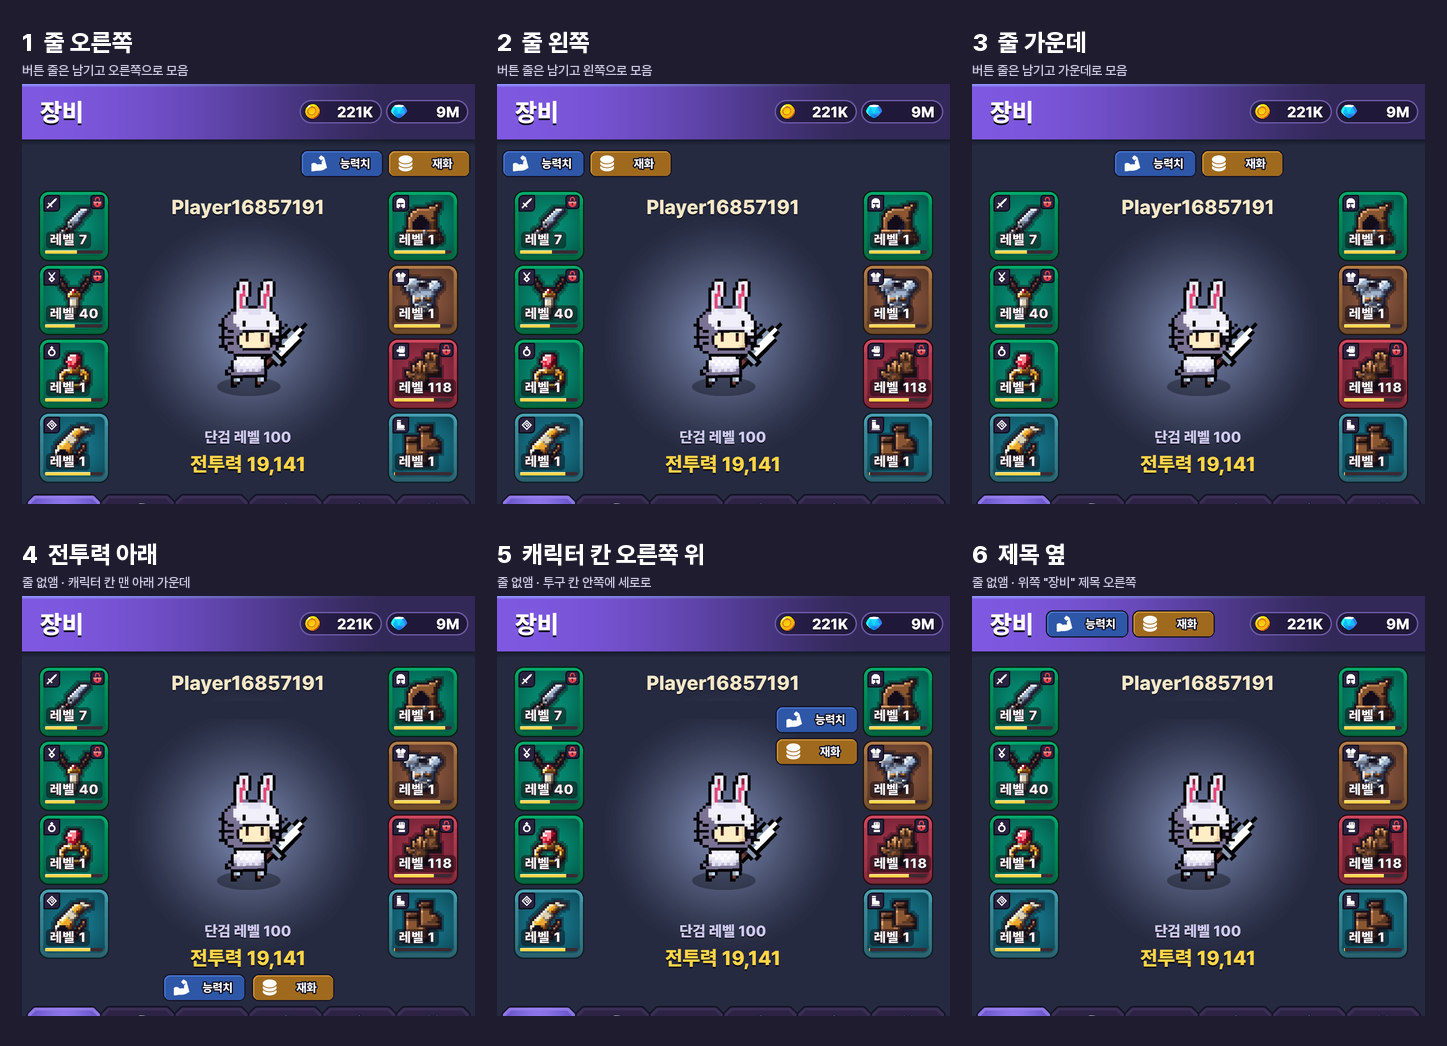 1 줄 오른쪽
버튼 줄은 남기고 오른쪽으로 모음
장비
221K
9M
능력치
재화
Player16857191
레벨 7
레벨 1
레벨 40
레벨 1
레벨 1
레벨 118
레벨 1
레벨 1
단검 레벨 100
전투력 19,141
2 줄 왼쪽
버튼 줄은 남기고 왼쪽으로 모음
장비
221K
9M
능력치
재화
Player16857191
레벨 7
레벨 1
레벨 40
레벨 1
레벨 1
레벨 118
레벨 1
레벨 1
단검 레벨 100
전투력 19,141
3 줄 가운데
버튼 줄은 남기고 가운데로 모음
장비
221K
9M
능력치
재화
Player16857191
레벨 7
레벨 1
레벨 40
레벨 1
레벨 1
레벨 118
레벨 1
레벨 1
단검 레벨 100
전투력 19,141
4 전투력 아래
줄 없앰 · 캐릭터 칸 맨 아래 가운데
장비
221K
9M
Player16857191
레벨 7
레벨 1
레벨 40
레벨 1
레벨 1
레벨 118
레벨 1
레벨 1
단검 레벨 100
전투력 19,141
능력치
재화
5 캐릭터 칸 오른쪽 위
줄 없앰 · 투구 칸 안쪽에 세로로
장비
221K
9M
Player16857191
레벨 7
능력치
레벨 1
재화
레벨 40
레벨 1
레벨 1
레벨 118
레벨 1
레벨 1
단검 레벨 100
전투력 19,141
6 제목 옆
줄 없앰 · 위쪽 "장비" 제목 오른쪽
장비
능력치
재화
221K
9M
Player16857191
레벨 7
레벨 1
레벨 40
레벨 1
레벨 1
레벨 118
레벨 1
레벨 1
단검 레벨 100
전투력 19,141